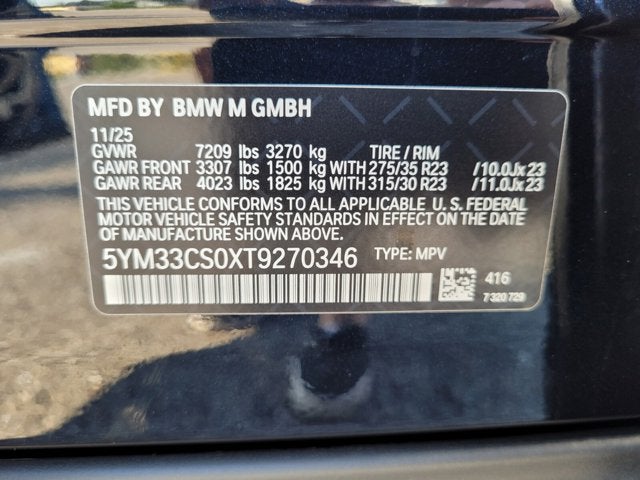 MFD BY BMW M GMBH
11/25
GVWR 7209 lbs 3270 kg TIRE / RIM
GAWR FRONT 3307 lbs 1500 kg WITH 275/35 R23 /10.0Jx23
GAWR REAR 4023 lbs 1825 kg WITH 315/30 R23 /11.0Jx23
THIS VEHICLE CONFORMS TO ALL APPLICABLE U. S. FEDERAL
MOTOR VEHICLE SAFETY STANDARDS IN EFFECT ON THE DATE
OF MANUFACTURE SHOWN ABOVE.
5YM33CS0XT9270346 TYPE: MPV
416
7 320 729